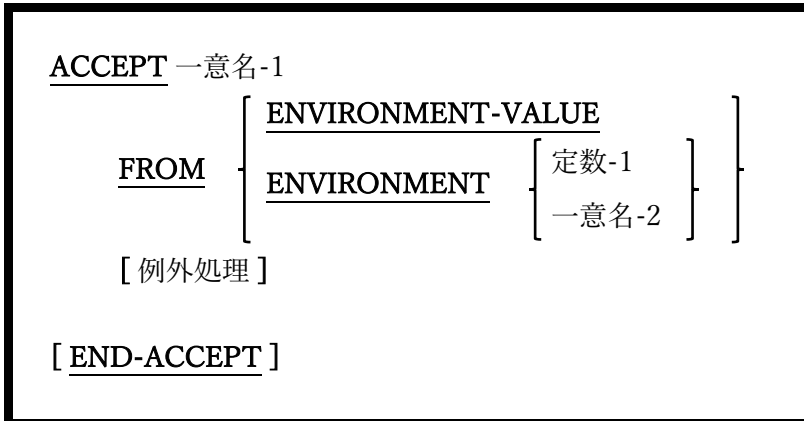 ACCEPT 一意名-1
ENVIRONMENT-VALUE
FROM
ENVIRONMENT
定数-1
一意名-2
[ 例外処理 ]
[ END-ACCEPT ]